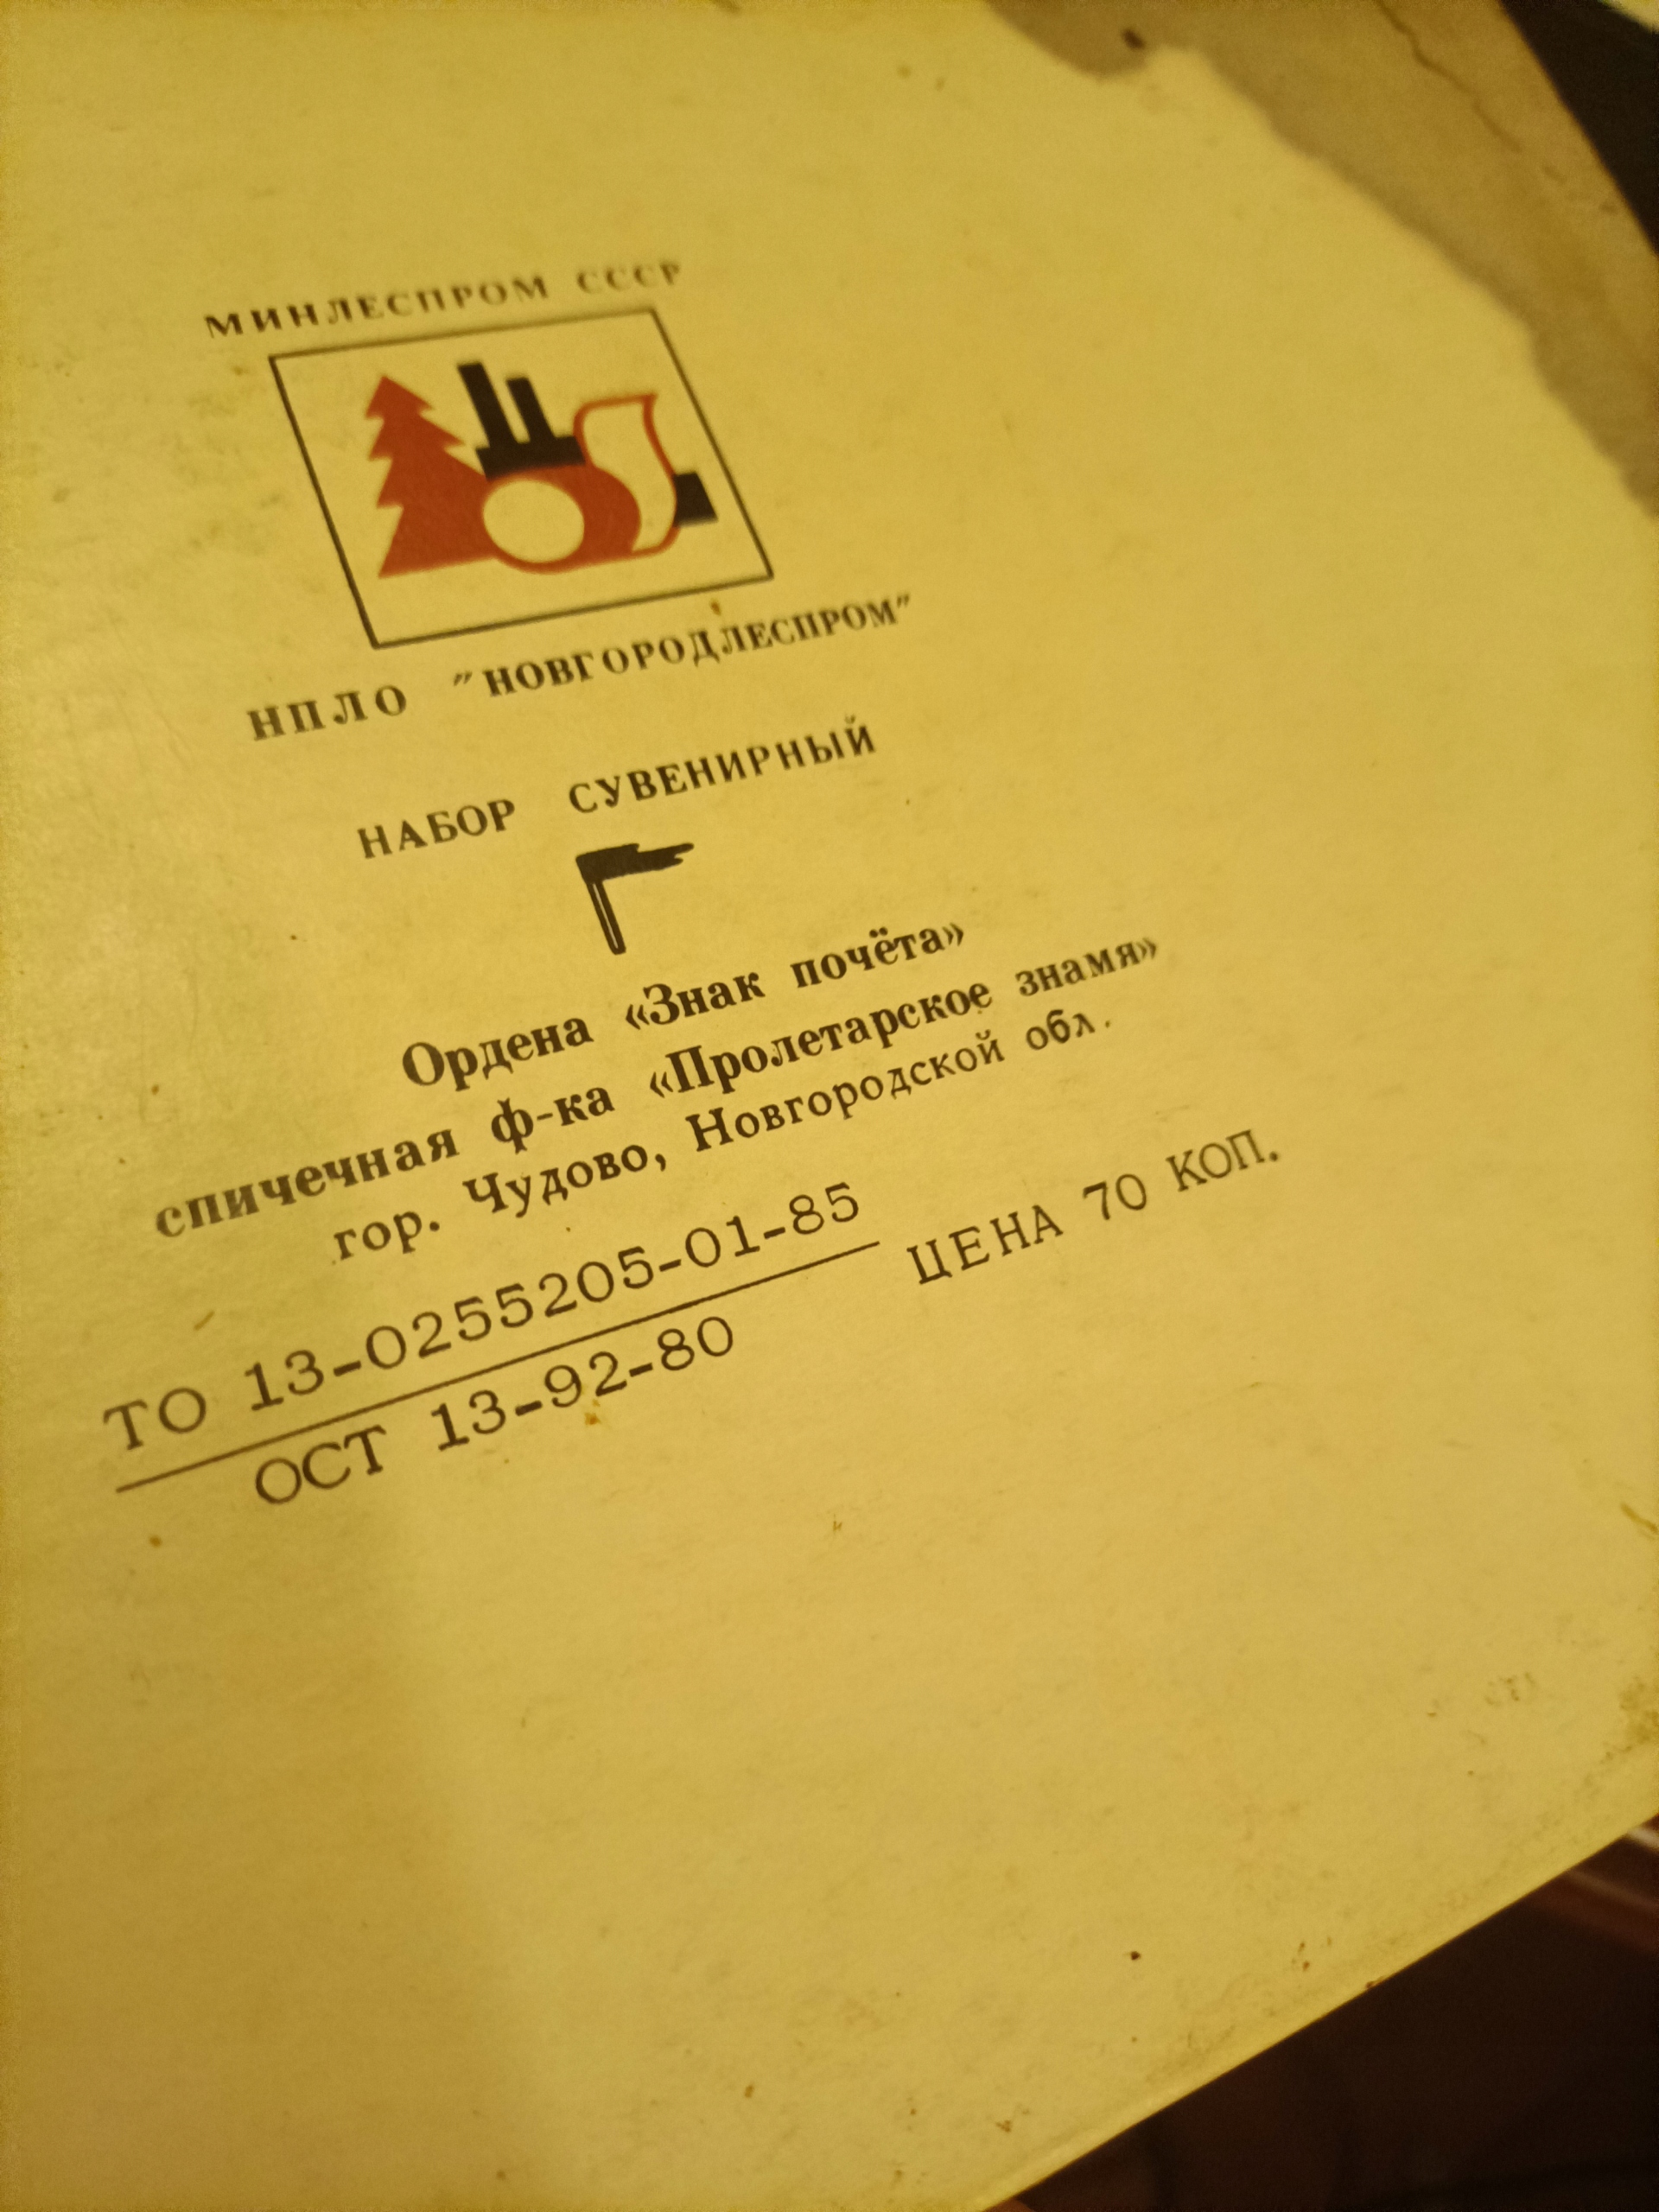 МИНЛЕСПРОМ СССР
НПЛО "НОВГОРОДЛЕСПРОМ"
НАБОР СУВЕНИРНЫЙ
Ордена «Знак почёта»
спичечная ф-ка «Пролетарское знамя»
гор. Чудово, Новгородской обл.
ТО 13-0255205-01-85
ОСТ 13-92-80
ЦЕНА 70 КОП.